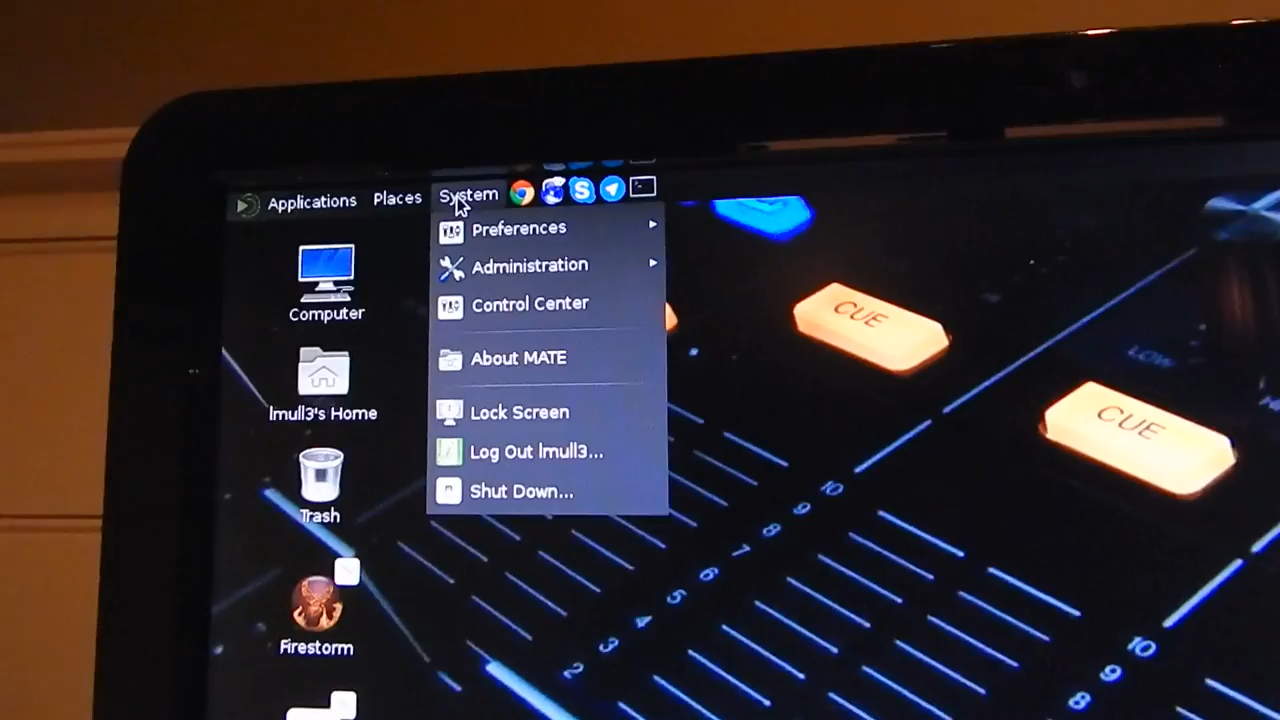 Applications Places System
Preferences
Administration
Control Center
About MATE
Lock Screen
Log Out lmull3...
Shut Down...
Computer
lmull3's Home
Trash
Firestorm
CUE
CUE
LOW
10
9
8
7
6
5
4
3
2
10
9
8